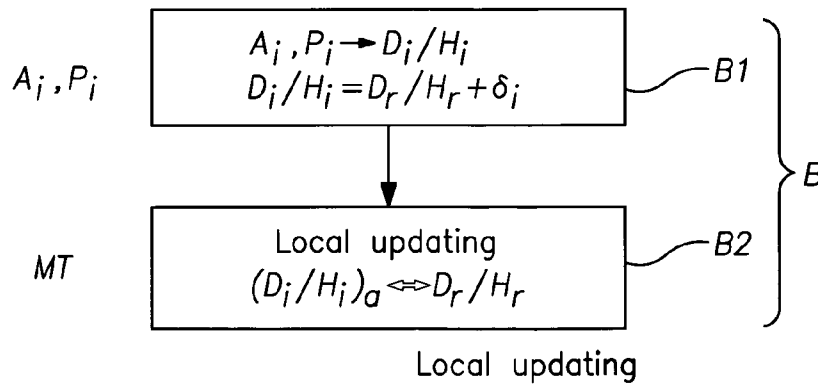 A_i, P_i → D_i/H_i
A_i, P_i
D_i/H_i = D_r/H_r + δ_i
B1
B
Local updating
B2
MT
(D_i/H_i)_a ⇔ D_r/H_r
Local updating